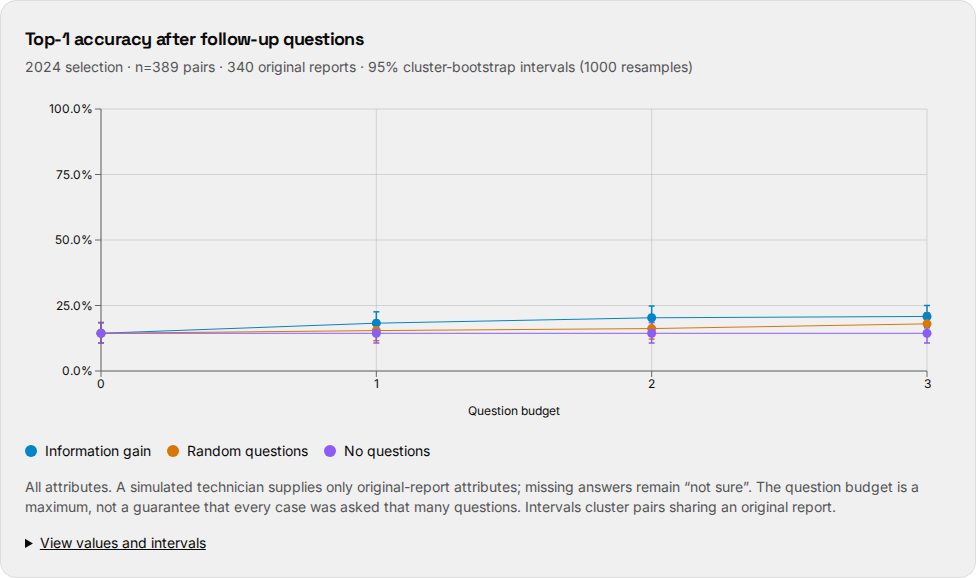 Top-1 accuracy after follow-up questions
2024 selection · n=389 pairs · 340 original reports · 95% cluster-bootstrap intervals (1000 resamples)
100.0%
75.0%
50.0%
25.0%
0.0%
0 1 2 3
Question budget
Information gain Random questions No questions
All attributes. A simulated technician supplies only original-report attributes; missing answers remain “not sure”. The question budget is a
maximum, not a guarantee that every case was asked that many questions. Intervals cluster pairs sharing an original report.
View values and intervals